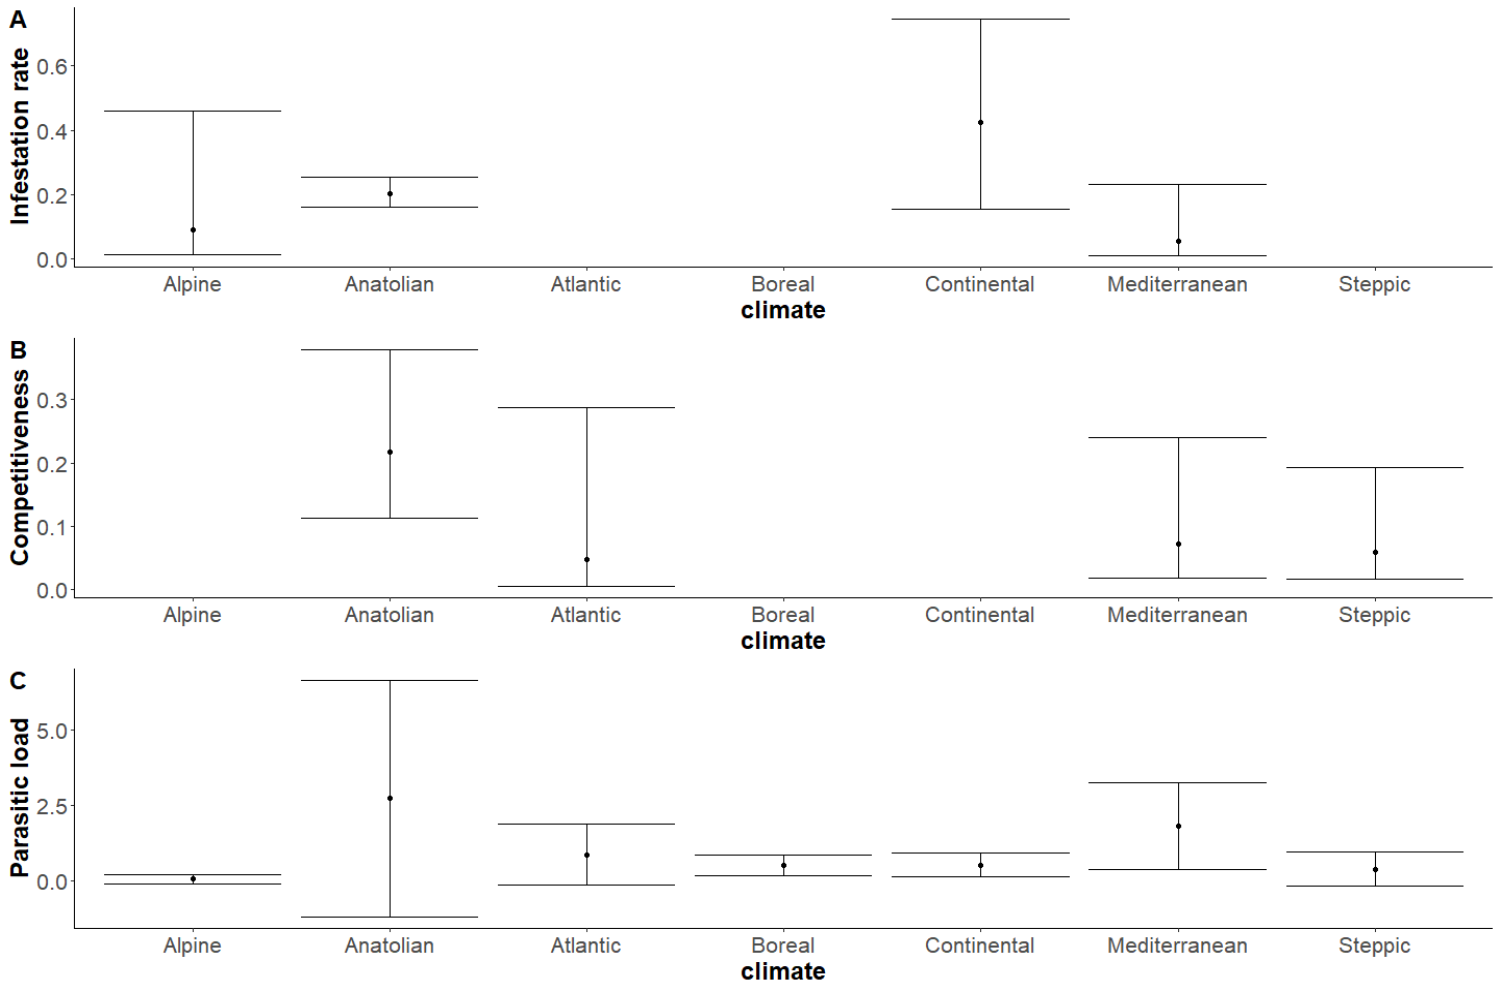 A
Infestation rate
0.6
0.4
0.2
0.0
Alpine Anatolian Atlantic Boreal Continental Mediterranean Steppic
climate
B
Competitiveness
0.3
0.2
0.1
0.0
Alpine Anatolian Atlantic Boreal Continental Mediterranean Steppic
climate
C
Parasitic load
5.0
2.5
0.0
Alpine Anatolian Atlantic Boreal Continental Mediterranean Steppic
climate